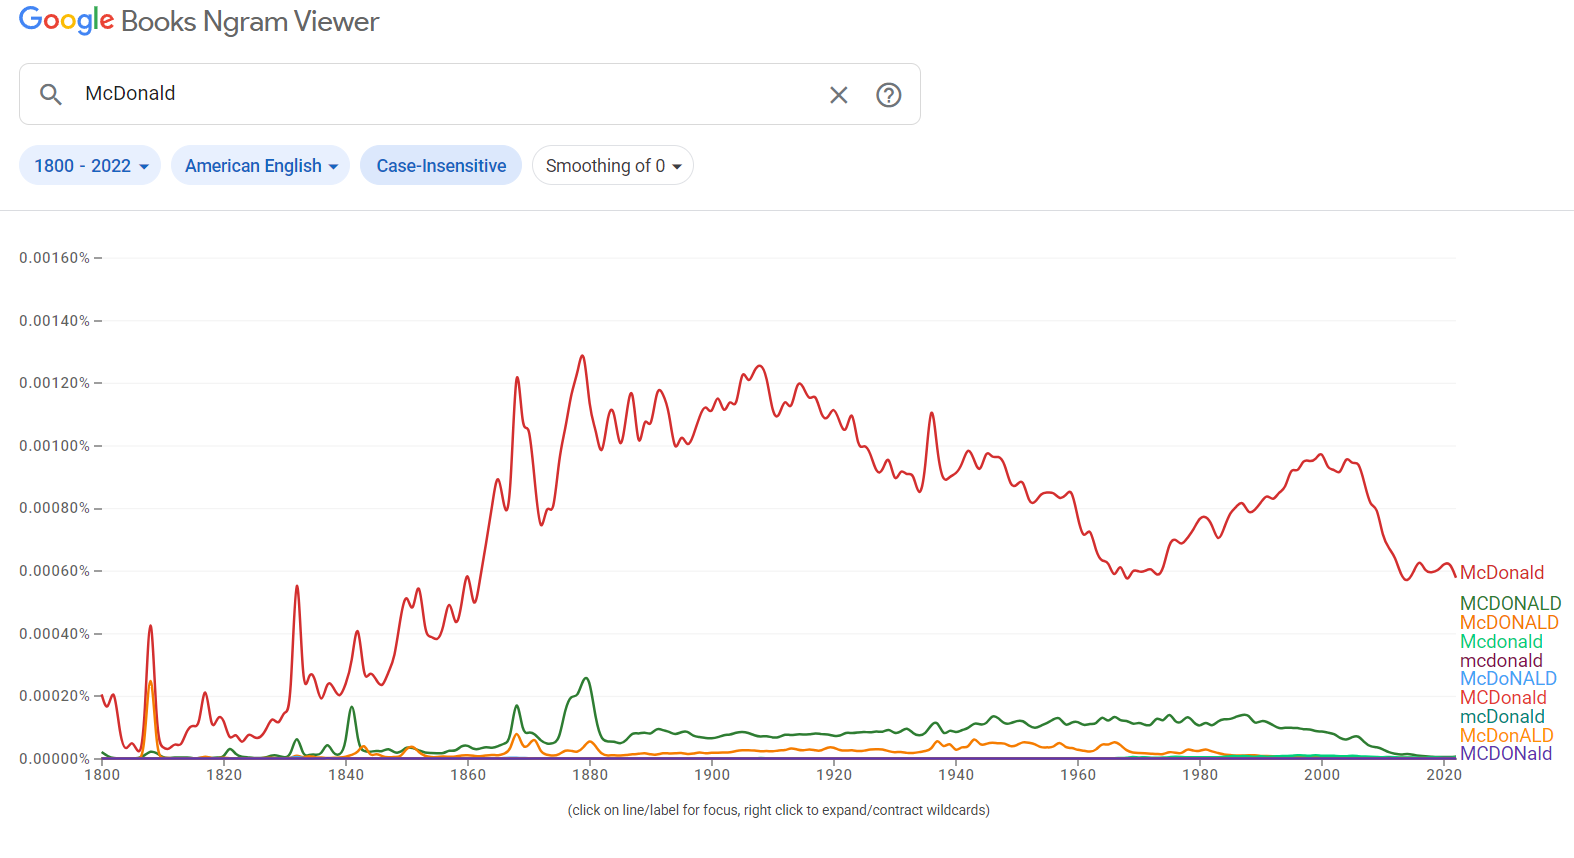 Google Books Ngram Viewer
McDonald
1800 - 2022
American English
Case-Insensitive
Smoothing of 0
0.00160%
0.00140%
0.00120%
0.00100%
0.00080%
0.00060%
0.00040%
0.00020%
0.00000%
1800 1820 1840 1860 1880 1900 1920 1940 1960 1980 2000 2020
McDonald
MCDONALD
McDONALD
Mcdonald
mcdonald
McDoNALD
MCDonald
mcDonald
McDonALD
MCDONald
(click on line/label for focus, right click to expand/contract wildcards)